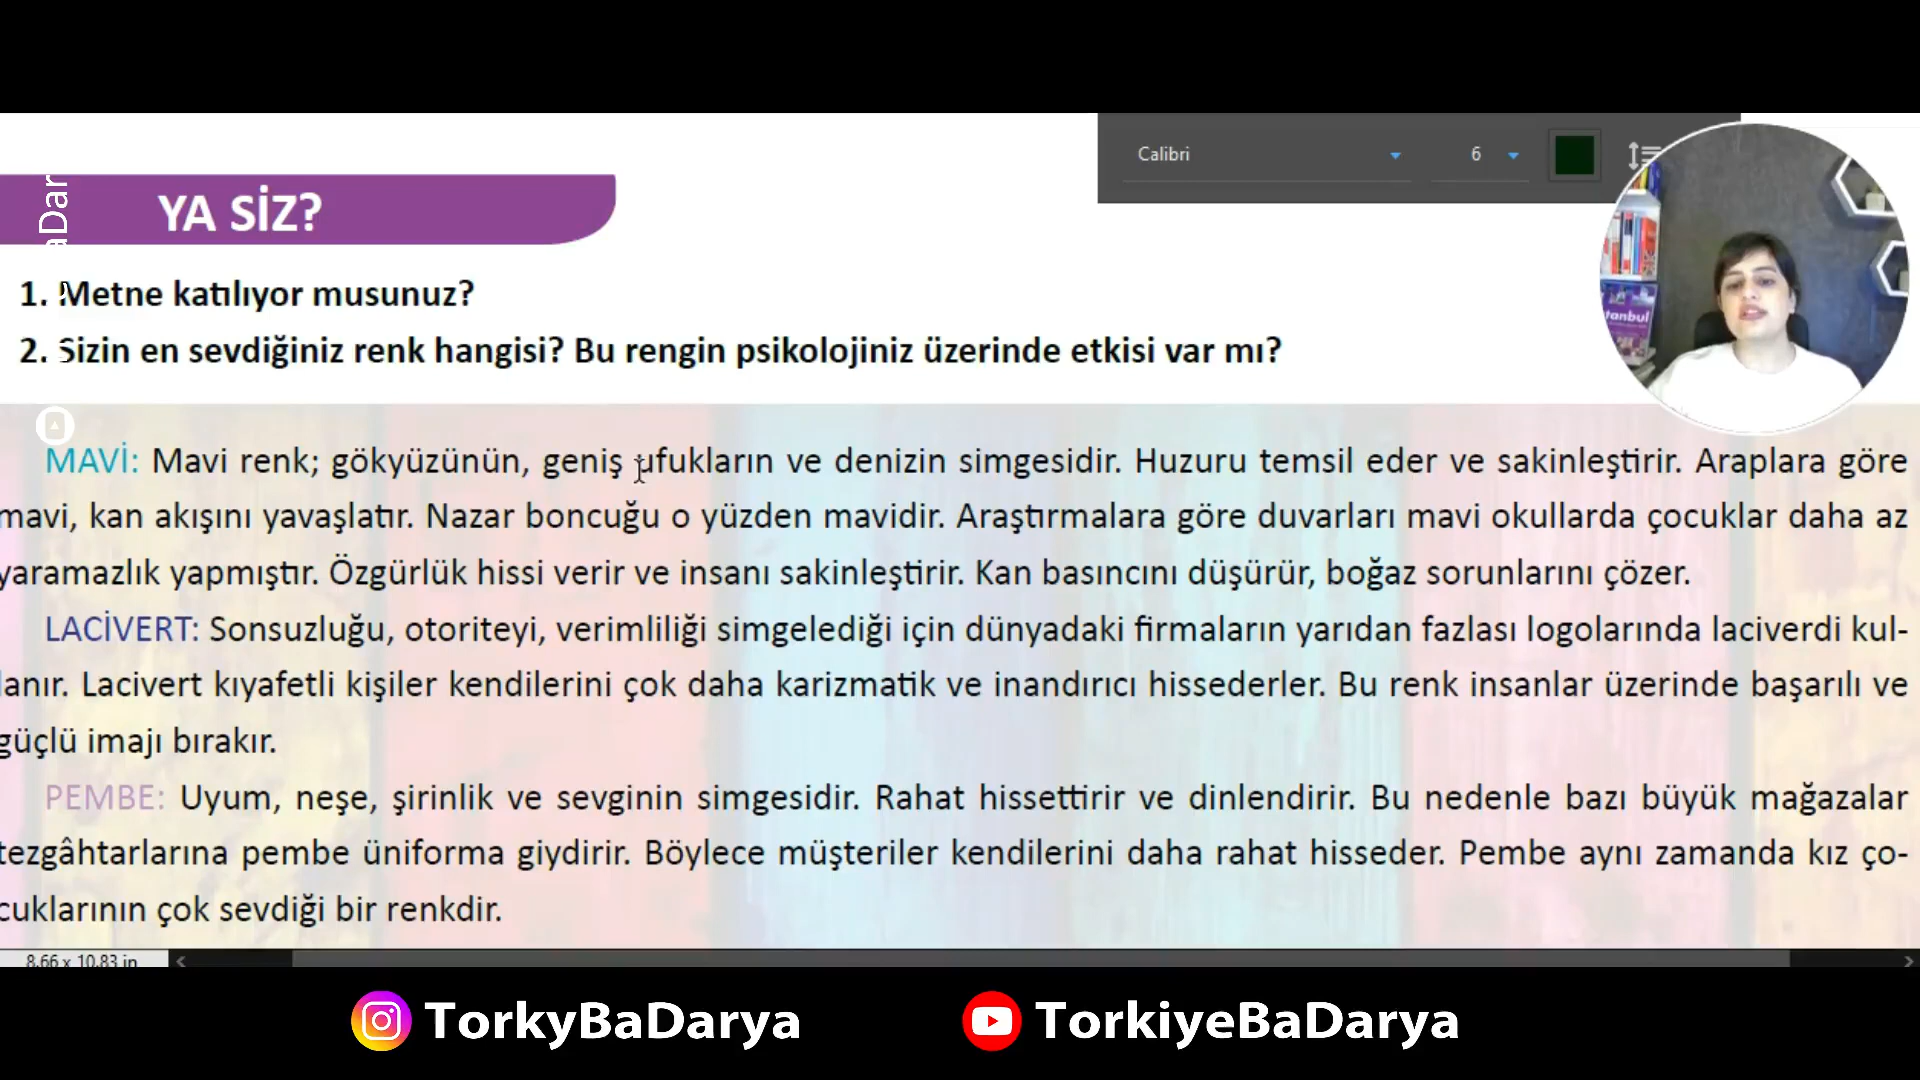 Calibri
6
aDar
YA SİZ?
tanbul
1. Metne katılıyor musunuz?
2. Sizin en sevdiğiniz renk hangisi? Bu rengin psikolojiniz üzerinde etkisi var mı?
MAVİ: Mavi renk; gökyüzünün, geniş ufukların ve denizin simgesidir. Huzuru temsil eder ve sakinleştirir. Araplara göre
mavi, kan akışını yavaşlatır. Nazar boncuğu o yüzden mavidir. Araştırmalara göre duvarları mavi okullarda çocuklar daha az
yaramazlık yapmıştır. Özgürlük hissi verir ve insanı sakinleştirir. Kan basıncını düşürür, boğaz sorunlarını çözer.
LACİVERT: Sonsuzluğu, otoriteyi, verimliliği simgelediği için dünyadaki firmaların yarıdan fazlası logolarında laciverdi kul-
lanır. Lacivert kıyafetli kişiler kendilerini çok daha karizmatik ve inandırıcı hissederler. Bu renk insanlar üzerinde başarılı ve
güçlü imajı bırakır.
PEMBE: Uyum, neşe, şirinlik ve sevginin simgesidir. Rahat hissettirir ve dinlendirir. Bu nedenle bazı büyük mağazalar
tezgâhtarlarına pembe üniforma giydirir. Böylece müşteriler kendilerini daha rahat hisseder. Pembe aynı zamanda kız ço-
cuklarının çok sevdiği bir renkdir.
8,66 x 10,83 in
TorkyBaDarya
TorkiyeBaDarya